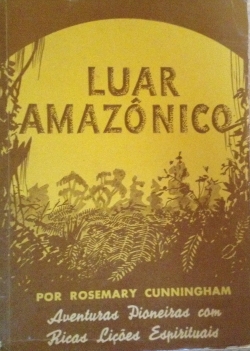 LUAR
AMAZÔNICO
POR ROSEMARY CUNNINGHAM
Aventuras Pioneiras com
Ricas Lições Espirituais